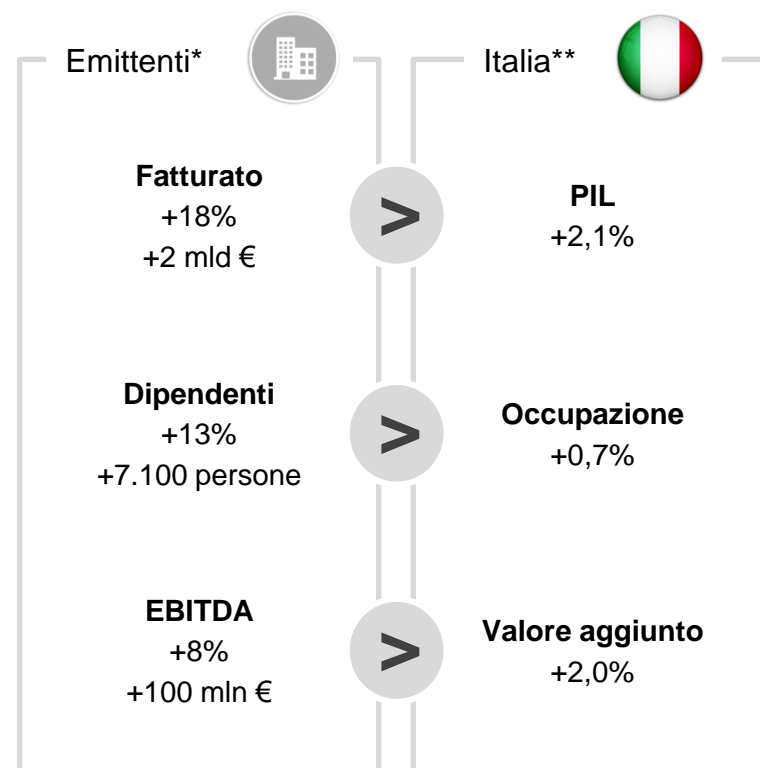 Emittenti*
Italia**
Fatturato
+18%
+2 mld €
>
PIL
+2,1%
Dipendenti
+13%
+7.100 persone
>
Occupazione
+0,7%
EBITDA
+8%
+100 mln €
>
Valore aggiunto
+2,0%